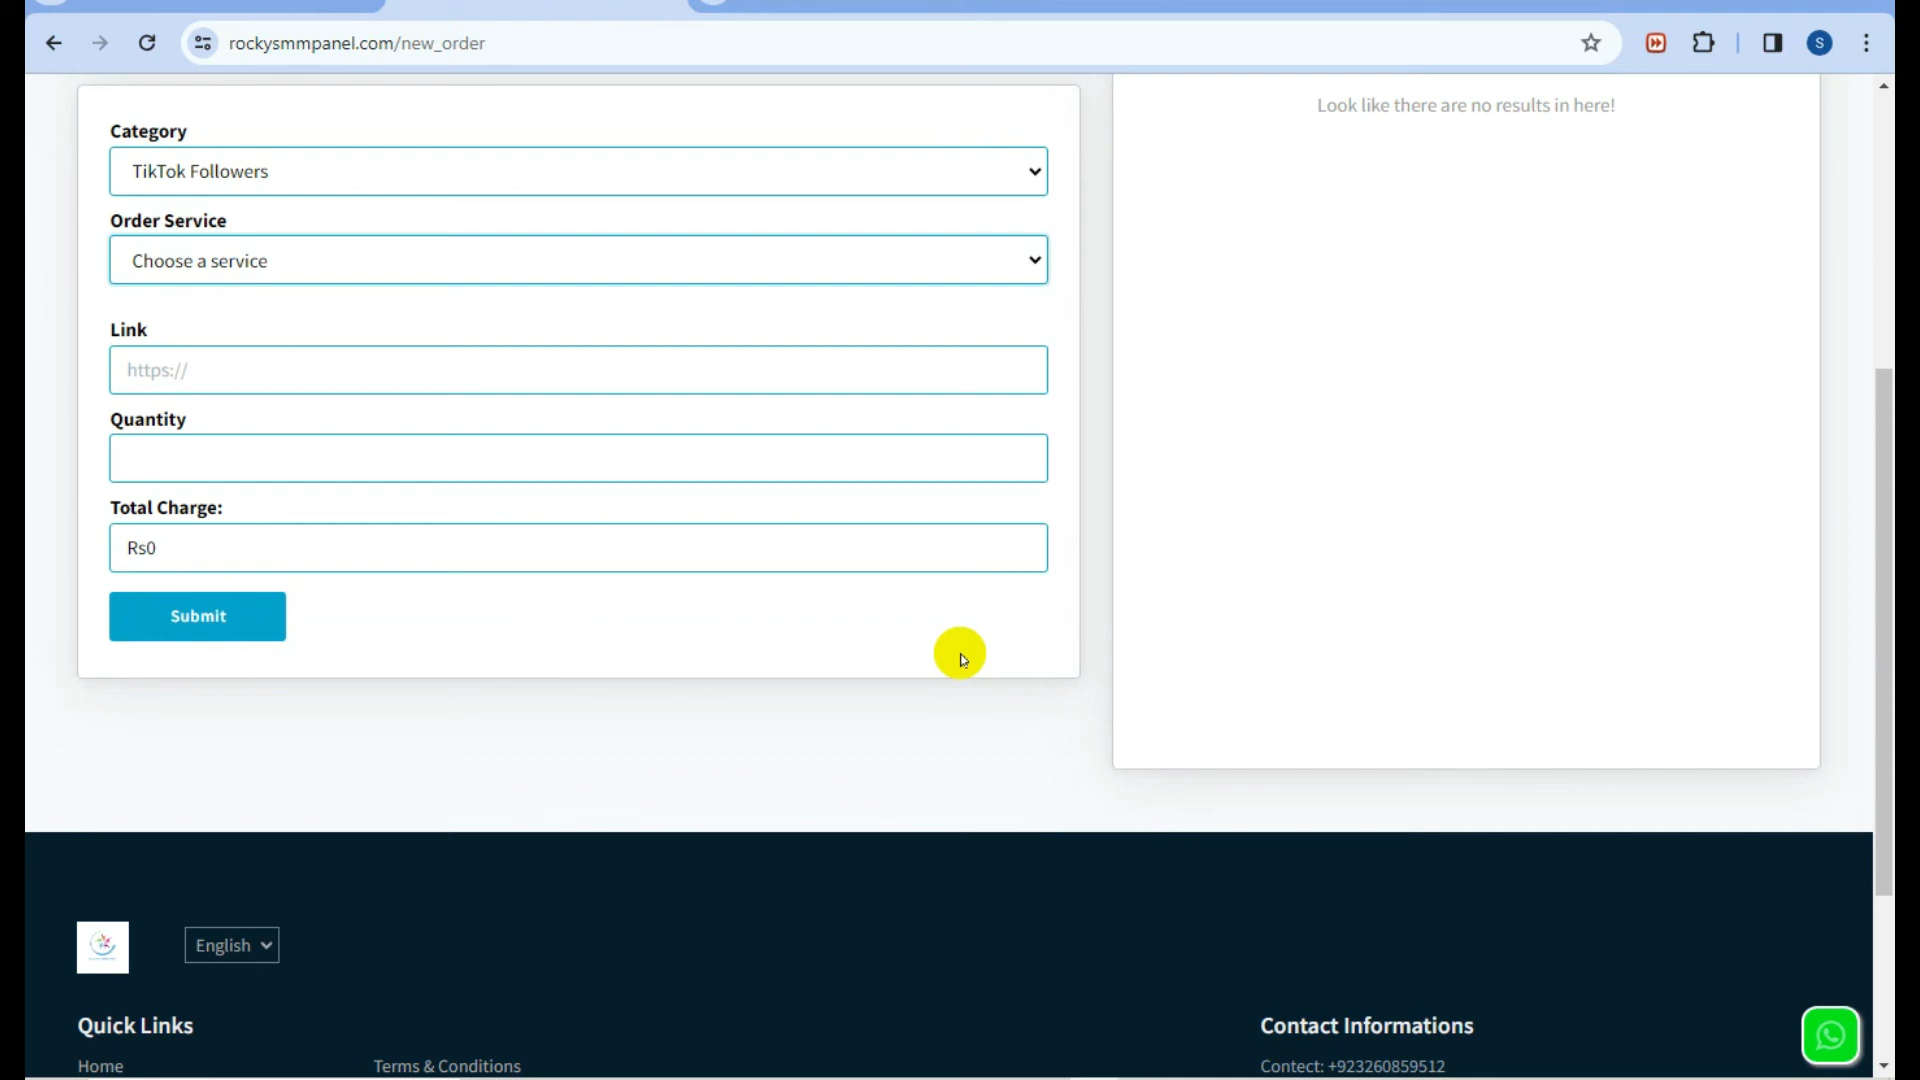 rockysmmpanel.com/new_order
S
Look like there are no results in here!
Category
TikTok Followers
Order Service
Choose a service
Link
https://
Quantity
Total Charge:
Rs0
Submit
English
Quick Links
Contact Informations
Home
Terms & Conditions
Contect: +923260859512